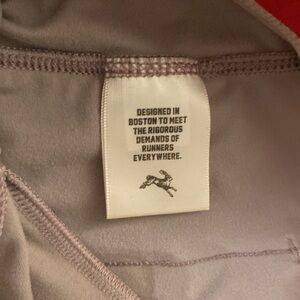 DESIGNED IN
BOSTON TO MEET
THE RIGOROUS
DEMANDS OF
RUNNERS
EVERYWHERE.